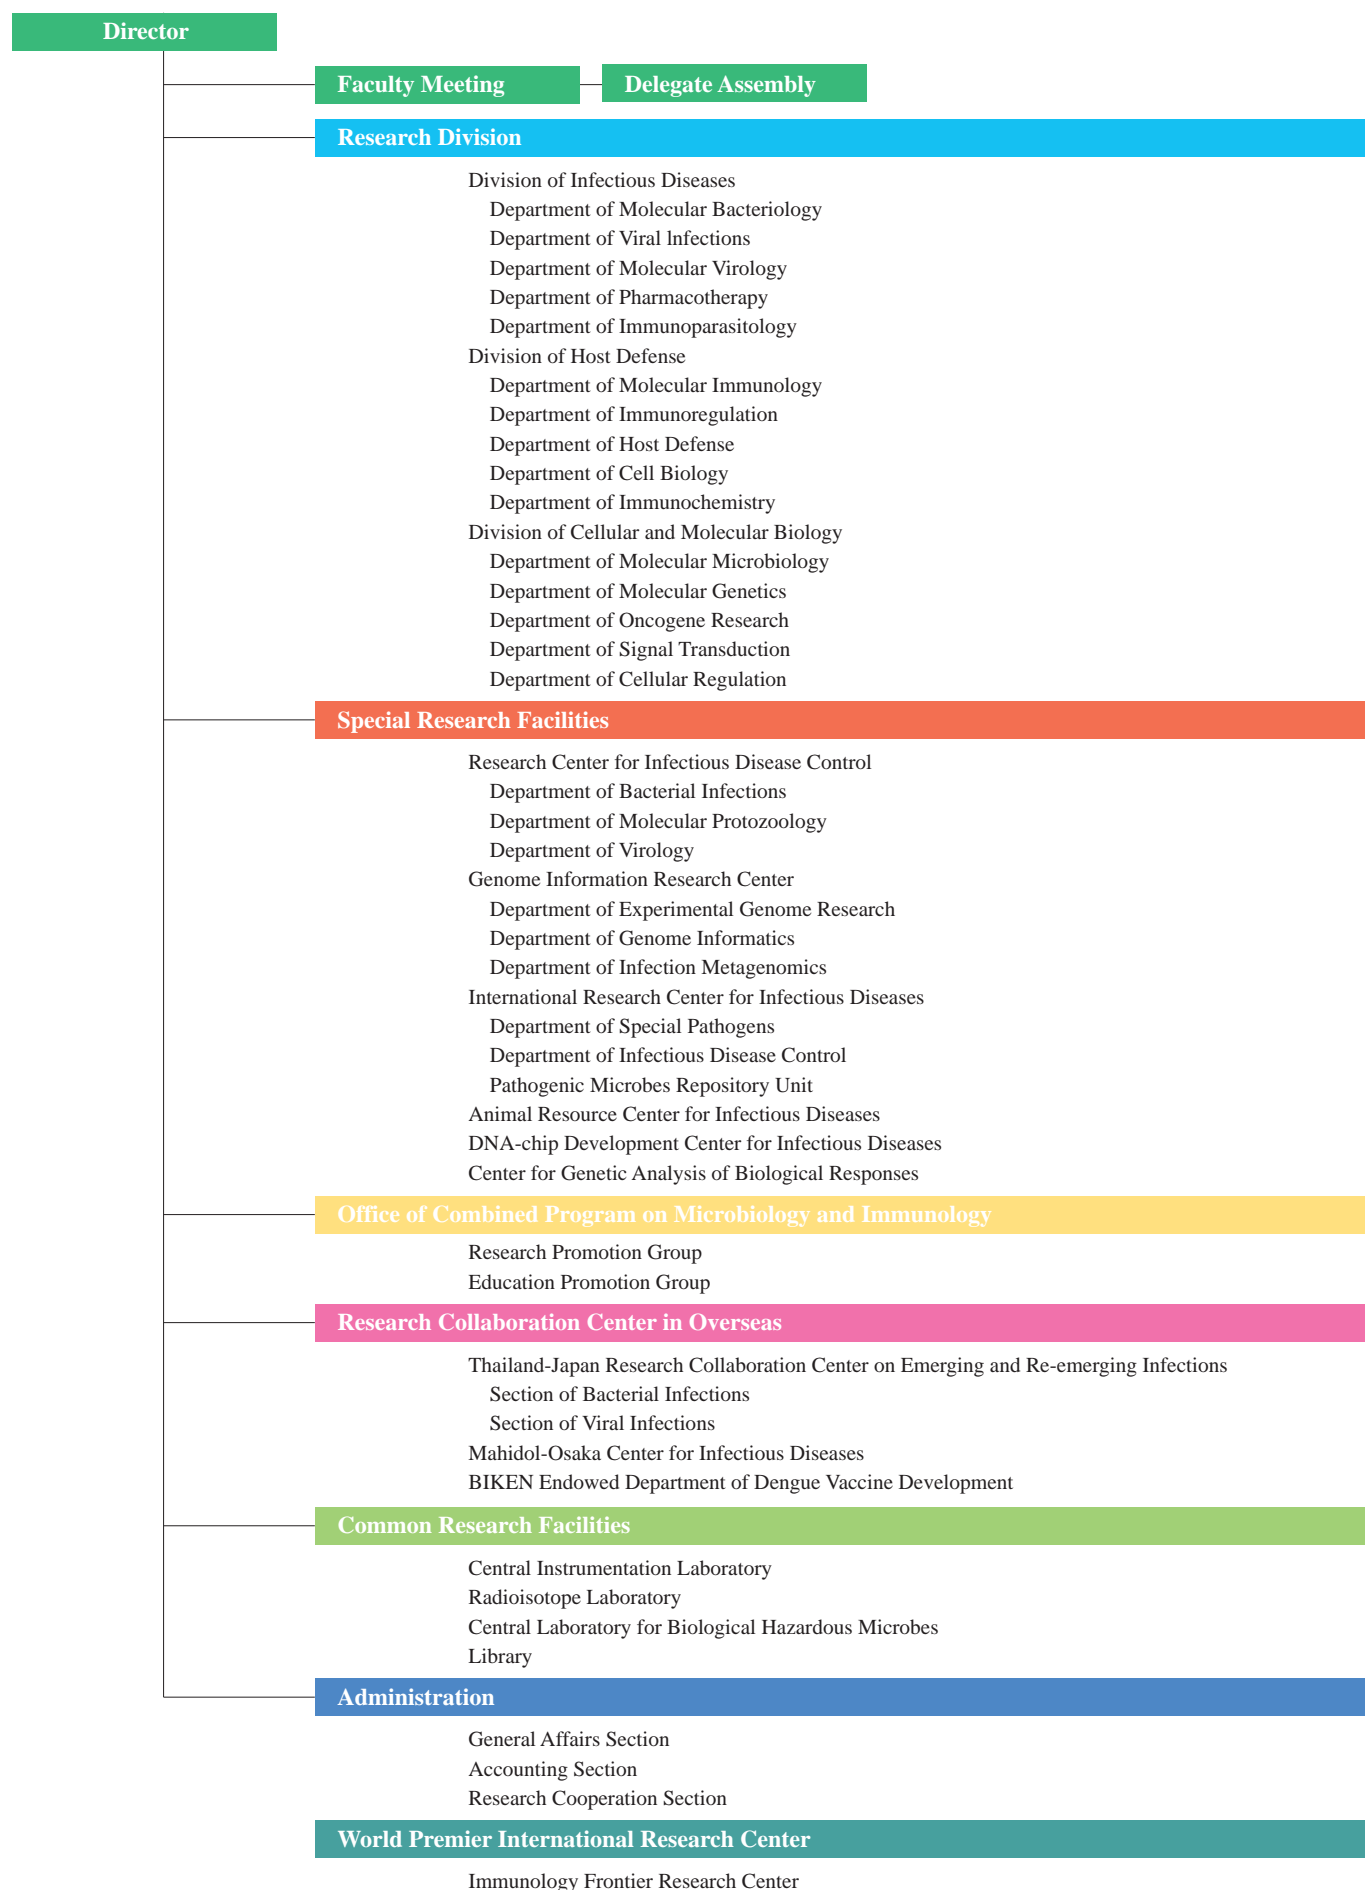 Director
Faculty Meeting
Delegate Assembly
Research Division
Division of Infectious Diseases
Department of Molecular Bacteriology
Department of Viral lnfections
Department of Molecular Virology
Department of Pharmacotherapy
Department of Immunoparasitology
Division of Host Defense
Department of Molecular Immunology
Department of Immunoregulation
Department of Host Defense
Department of Cell Biology
Department of Immunochemistry
Division of Cellular and Molecular Biology
Department of Molecular Microbiology
Department of Molecular Genetics
Department of Oncogene Research
Department of Signal Transduction
Department of Cellular Regulation
Special Research Facilities
Research Center for Infectious Disease Control
Department of Bacterial Infections
Department of Molecular Protozoology
Department of Virology
Genome Information Research Center
Department of Experimental Genome Research
Department of Genome Informatics
Department of Infection Metagenomics
International Research Center for Infectious Diseases
Department of Special Pathogens
Department of Infectious Disease Control
Pathogenic Microbes Repository Unit
Animal Resource Center for Infectious Diseases
DNA-chip Development Center for Infectious Diseases
Center for Genetic Analysis of Biological Responses
Office of Combined Program on Microbiology and Immunology
Research Promotion Group
Education Promotion Group
Research Collaboration Center in Overseas
Thailand-Japan Research Collaboration Center on Emerging and Re-emerging Infections
Section of Bacterial Infections
Section of Viral Infections
Mahidol-Osaka Center for Infectious Diseases
BIKEN Endowed Department of Dengue Vaccine Development
Common Research Facilities
Central Instrumentation Laboratory
Radioisotope Laboratory
Central Laboratory for Biological Hazardous Microbes
Library
Administration
General Affairs Section
Accounting Section
Research Cooperation Section
World Premier International Research Center
Immunology Frontier Research Center